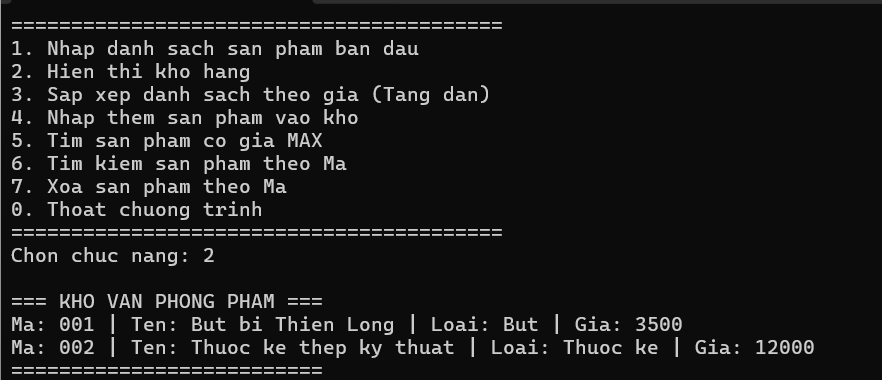 =========================================
1. Nhap danh sach san pham ban dau
2. Hien thi kho hang
3. Sap xep danh sach theo gia (Tang dan)
4. Nhap them san pham vao kho
5. Tim san pham co gia MAX
6. Tim kiem san pham theo Ma
7. Xoa san pham theo Ma
0. Thoat chuong trinh
=========================================
Chon chuc nang: 2
=== KHO VAN PHONG PHAM ===
Ma: 001 | Ten: But bi Thien Long | Loai: But | Gia: 3500
Ma: 002 | Ten: Thuoc ke thep ky thuat | Loai: Thuoc ke | Gia: 12000
==========================